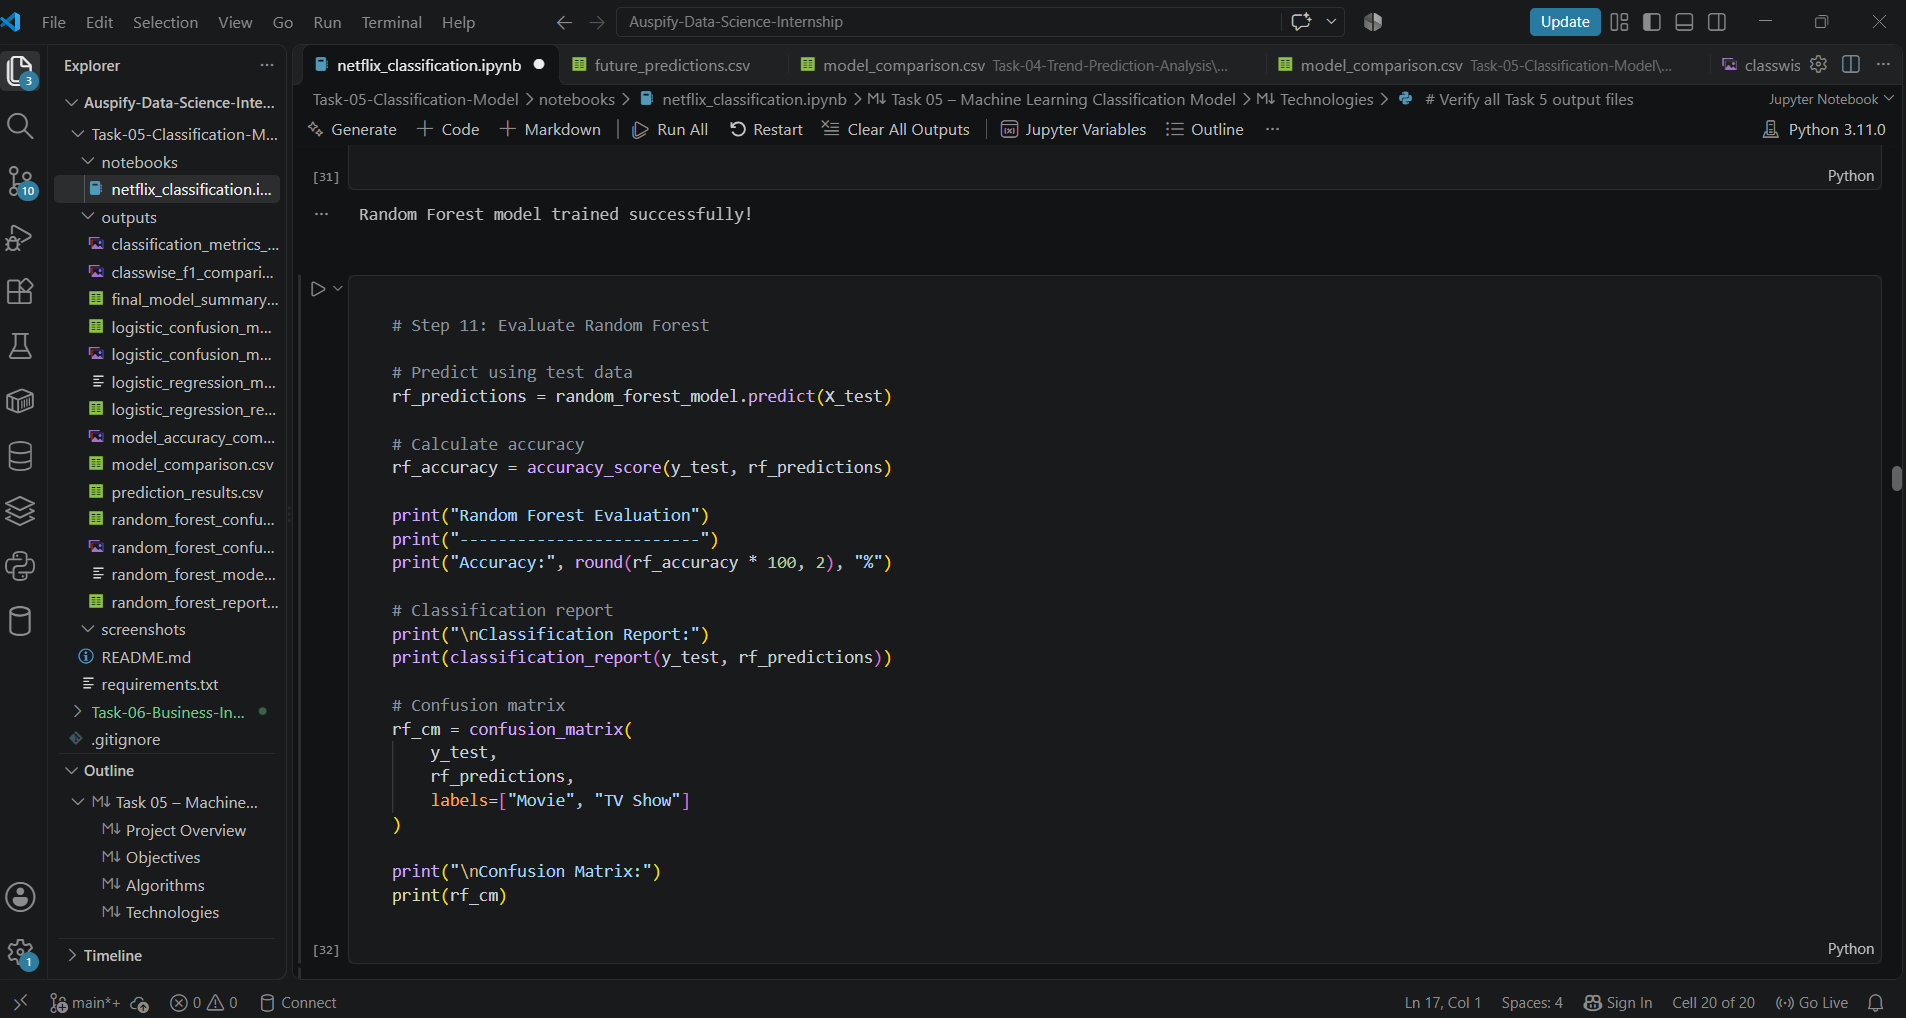 File Edit Selection View Go Run Terminal Help
Auspify-Data-Science-Internship
Update
Explorer
netflix_classification.ipynb
future_predictions.csv
model_comparison.csv Task-04-Trend-Prediction-Analysis\...
model_comparison.csv Task-05-Classification-Model\...
classwis
Task-05-Classification-Model > notebooks > netflix_classification.ipynb > M↓ Task 05 – Machine Learning Classification Model > M↓ Technologies > # Verify all Task 5 output files
Jupyter Notebook
Generate + Code + Markdown Run All Restart Clear All Outputs Jupyter Variables Outline ...
Python 3.11.0
3
10
1
Auspify-Data-Science-Inte...
Task-05-Classification-M...
notebooks
netflix_classification.i...
outputs
classification_metrics_...
classwise_f1_compari...
final_model_summary...
logistic_confusion_m...
logistic_confusion_m...
logistic_regression_m...
logistic_regression_re...
model_accuracy_com...
model_comparison.csv
prediction_results.csv
random_forest_confu...
random_forest_confu...
random_forest_mode...
random_forest_report...
screenshots
README.md
requirements.txt
Task-06-Business-In...
.gitignore
Outline
M↓ Task 05 – Machine...
M↓ Project Overview
M↓ Objectives
M↓ Algorithms
M↓ Technologies
Timeline
[31]
Python
... Random Forest model trained successfully!
# Step 11: Evaluate Random Forest
# Predict using test data
rf_predictions = random_forest_model.predict(X_test)
# Calculate accuracy
rf_accuracy = accuracy_score(y_test, rf_predictions)
print("Random Forest Evaluation")
print("-------------------------")
print("Accuracy:", round(rf_accuracy * 100, 2), "%")
# Classification report
print("\nClassification Report:")
print(classification_report(y_test, rf_predictions))
# Confusion matrix
rf_cm = confusion_matrix(
y_test,
rf_predictions,
labels=["Movie", "TV Show"]
)
print("\nConfusion Matrix:")
print(rf_cm)
[32]
Python
main*+
0 0
Connect
Ln 17, Col 1 Spaces: 4 Sign In Cell 20 of 20 Go Live